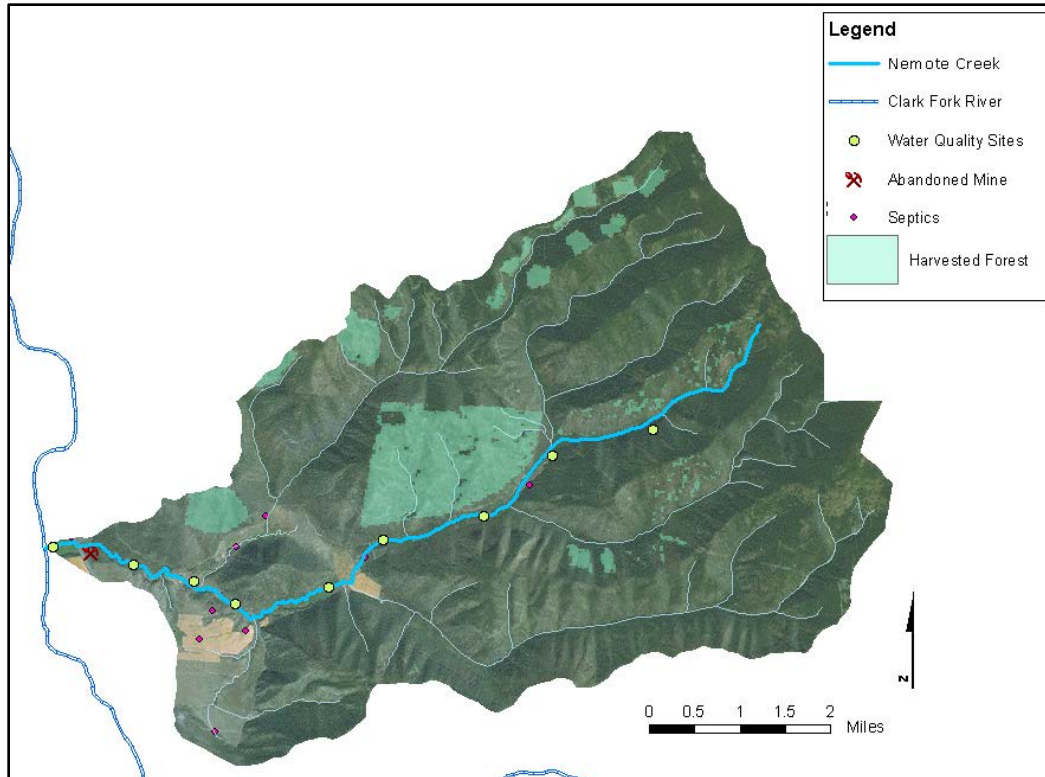 Legend
Nemote Creek
Clark Fork River
Water Quality Sites
Abandoned Mine
Septics
Harvested Forest
N
0 0.5 1 1.5 2
Miles